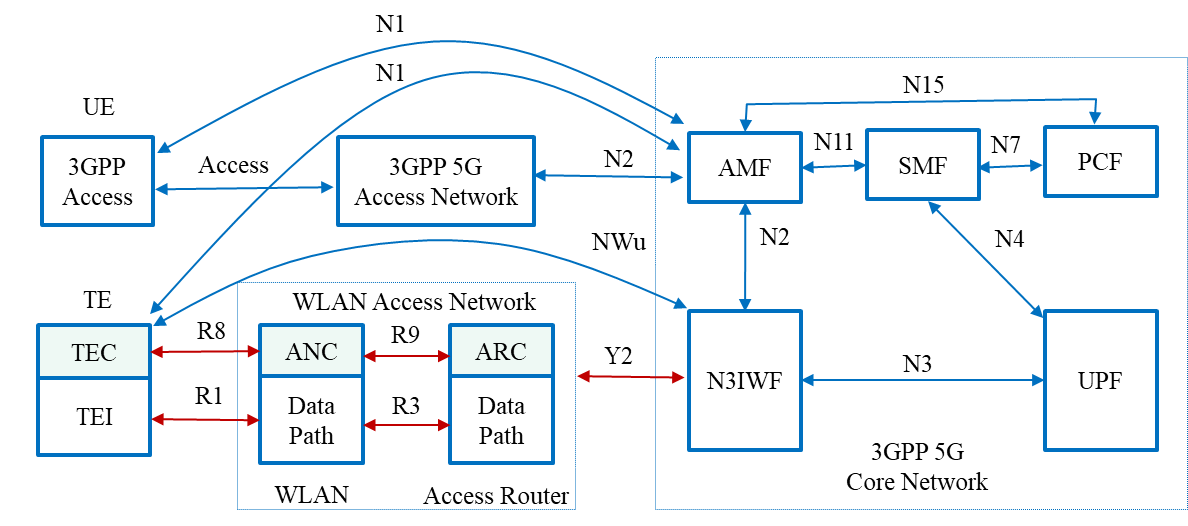 N1
N1
N15
UE
3GPP
Access
Access
3GPP 5G
Access Network
N2
AMF
N11
SMF
N7
PCF
N2
N4
NWu
TE
WLAN Access Network
TEC
R8
ANC
R9
ARC
Y2
N3IWF
N3
UPF
TEI
R1
Data
Path
R3
Data
Path
3GPP 5G
Core Network
WLAN
Access Router